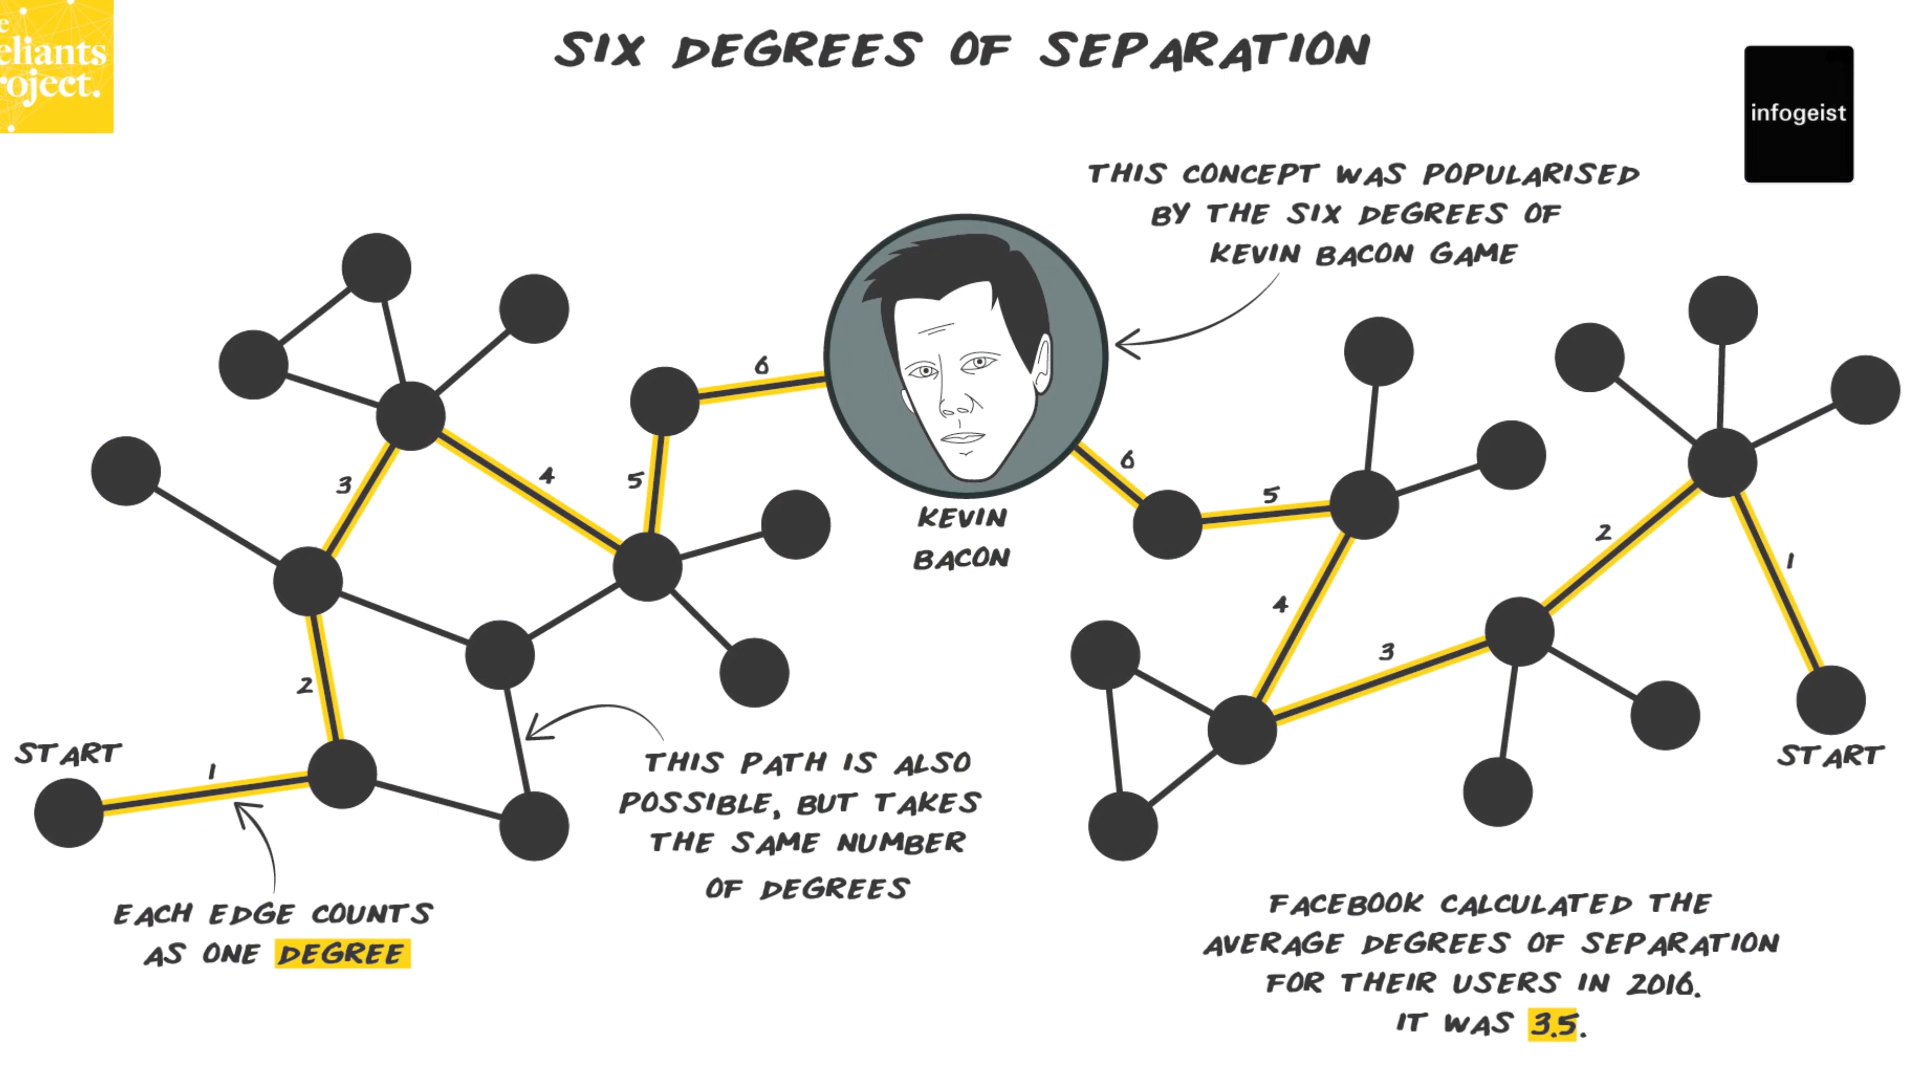 eliants
roject.
SIX DEGREES OF SEPARATION
infogeist
THIS CONCEPT WAS POPULARISED
BY THE SIX DEGREES OF
KEVIN BACON GAME
6
5
4
3
2
1
START
KEVIN
BACON
6
5
4
3
2
1
START
THIS PATH IS ALSO
POSSIBLE, BUT TAKES
THE SAME NUMBER
OF DEGREES
EACH EDGE COUNTS
AS ONE DEGREE
FACEBOOK CALCULATED THE
AVERAGE DEGREES OF SEPARATION
FOR THEIR USERS IN 2016.
IT WAS 3.5.